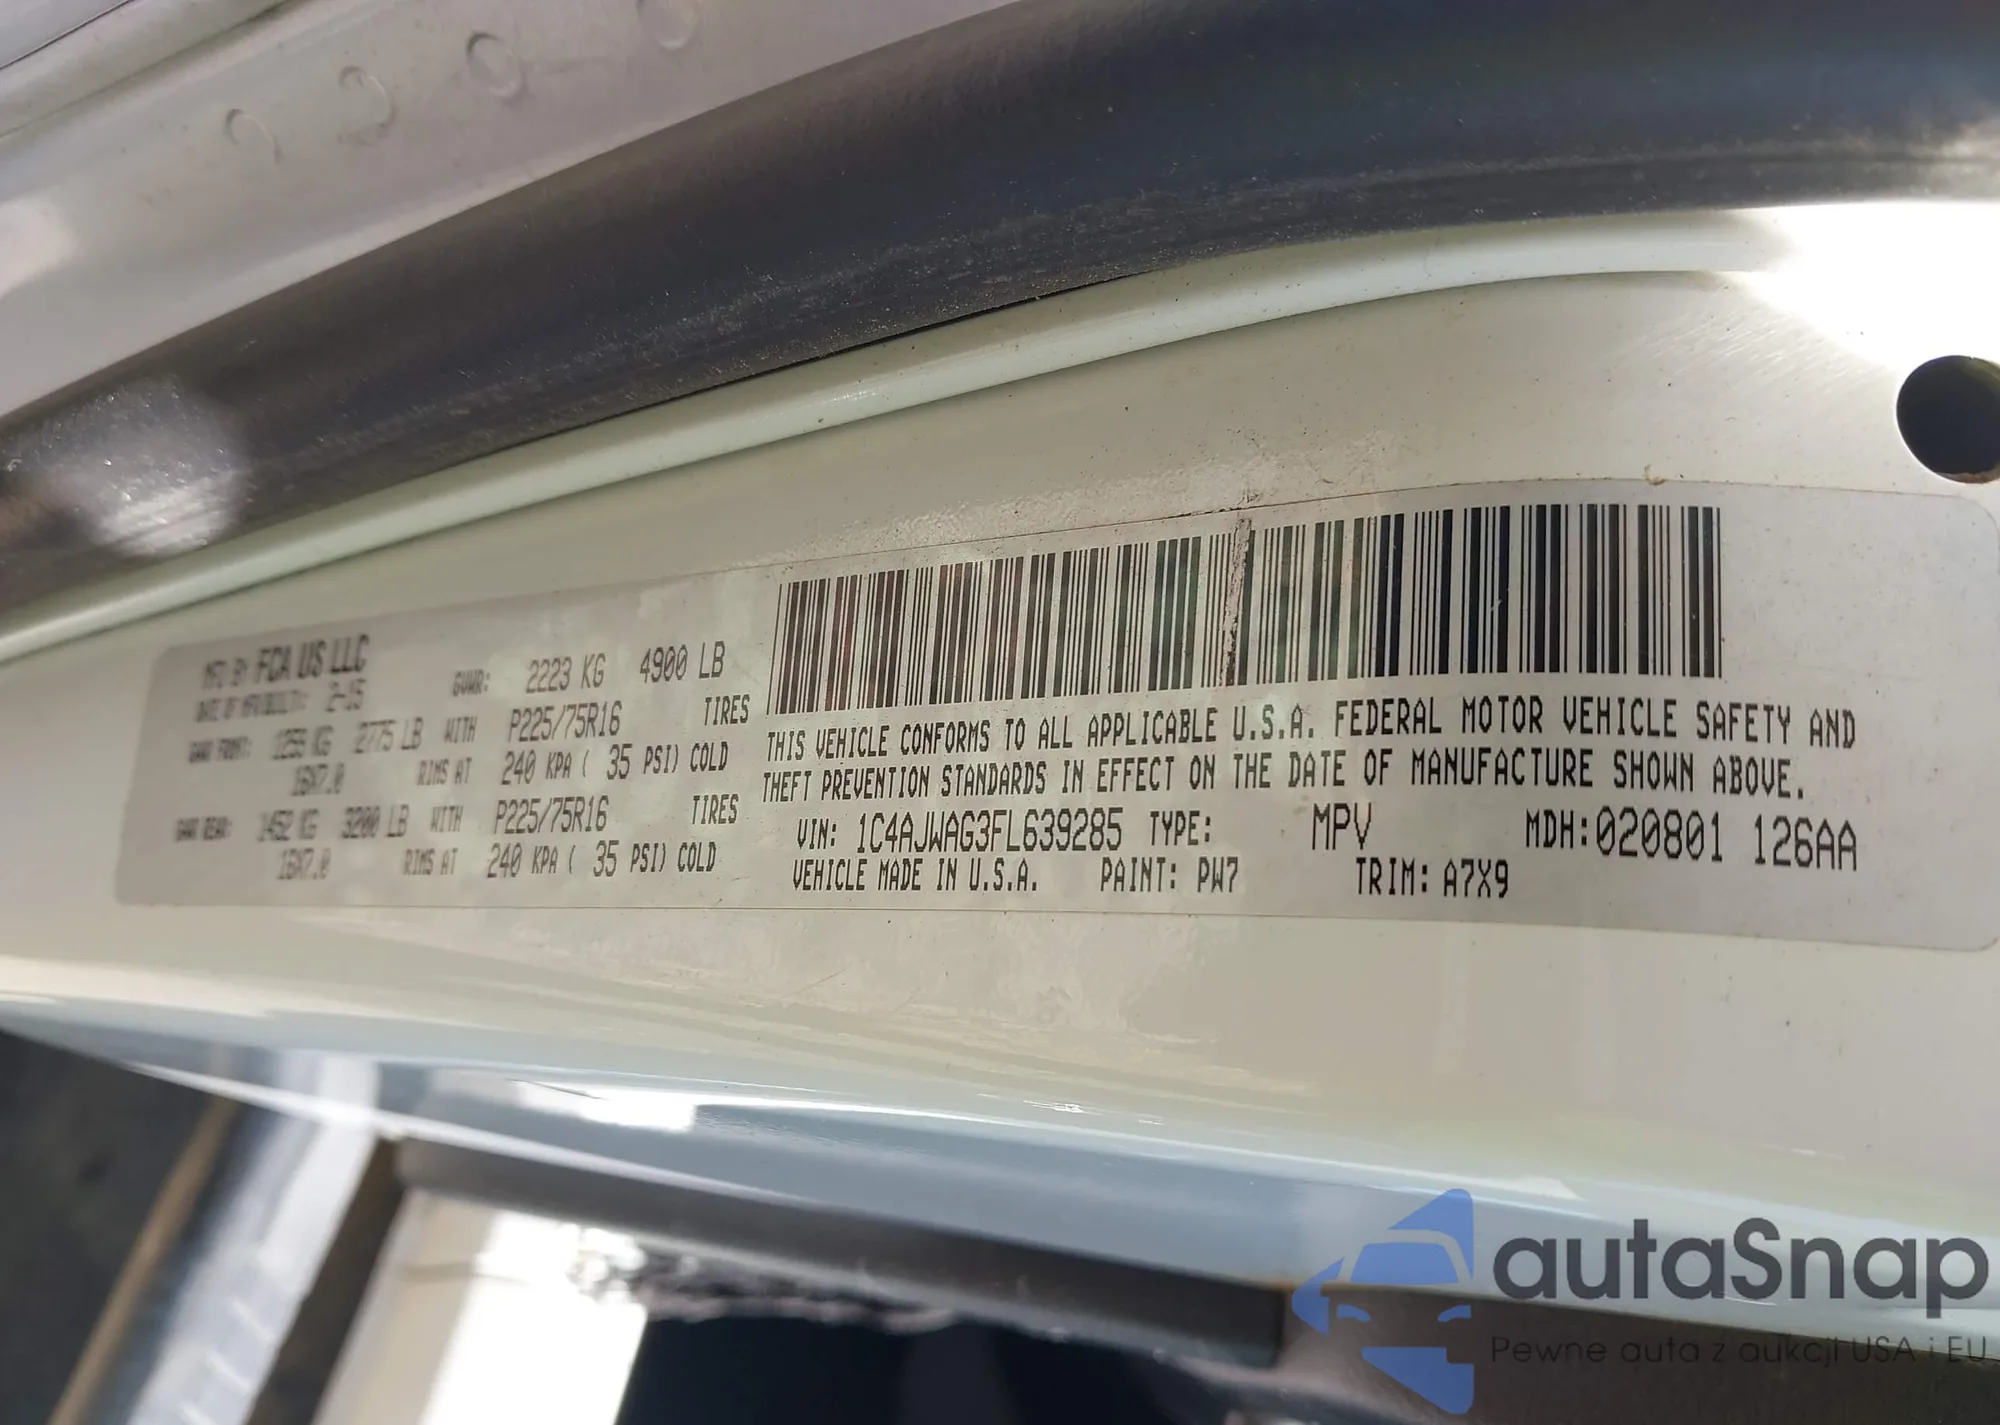 MFD BY FCA US LLC
DATE OF MFR/BUILT: 2-15
GVWR: 2223 KG 4900 LB
GAWR FRONT: 1259 KG 2775 LB WITH P225/75R16 TIRES
16X7.0 RIMS AT 240 KPA ( 35 PSI) COLD
GAWR REAR: 1452 KG 3200 LB WITH P225/75R16 TIRES
16X7.0 RIMS AT 240 KPA ( 35 PSI) COLD
THIS VEHICLE CONFORMS TO ALL APPLICABLE U.S.A. FEDERAL MOTOR VEHICLE SAFETY AND
THEFT PREVENTION STANDARDS IN EFFECT ON THE DATE OF MANUFACTURE SHOWN ABOVE.
VIN: 1C4AJWAG3FL639285 TYPE: MPV MDH:020801 126AA
VEHICLE MADE IN U.S.A. PAINT: PW7 TRIM: A7X9
autaSnap
Pewne auta z aukcji USA i EU